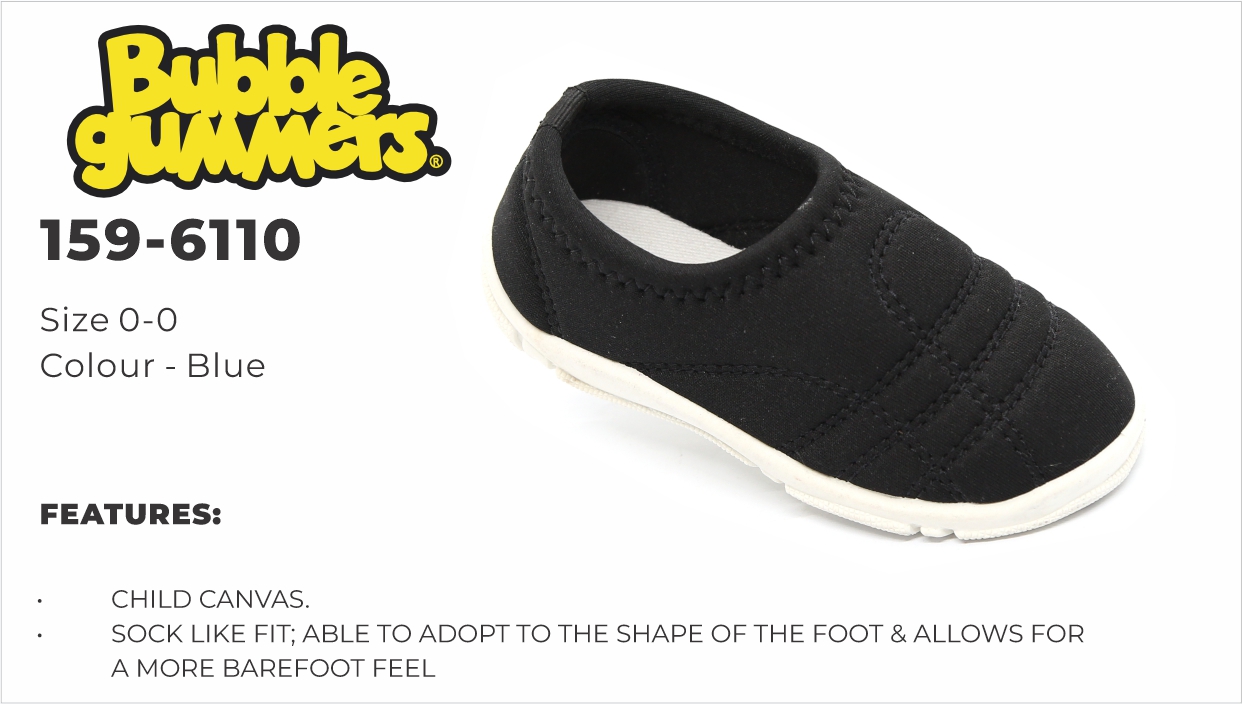 Bubble
gummers®
159-6110
Size 0-0
Colour - Blue
FEATURES:
· CHILD CANVAS.
· SOCK LIKE FIT; ABLE TO ADOPT TO THE SHAPE OF THE FOOT & ALLOWS FOR
A MORE BAREFOOT FEEL